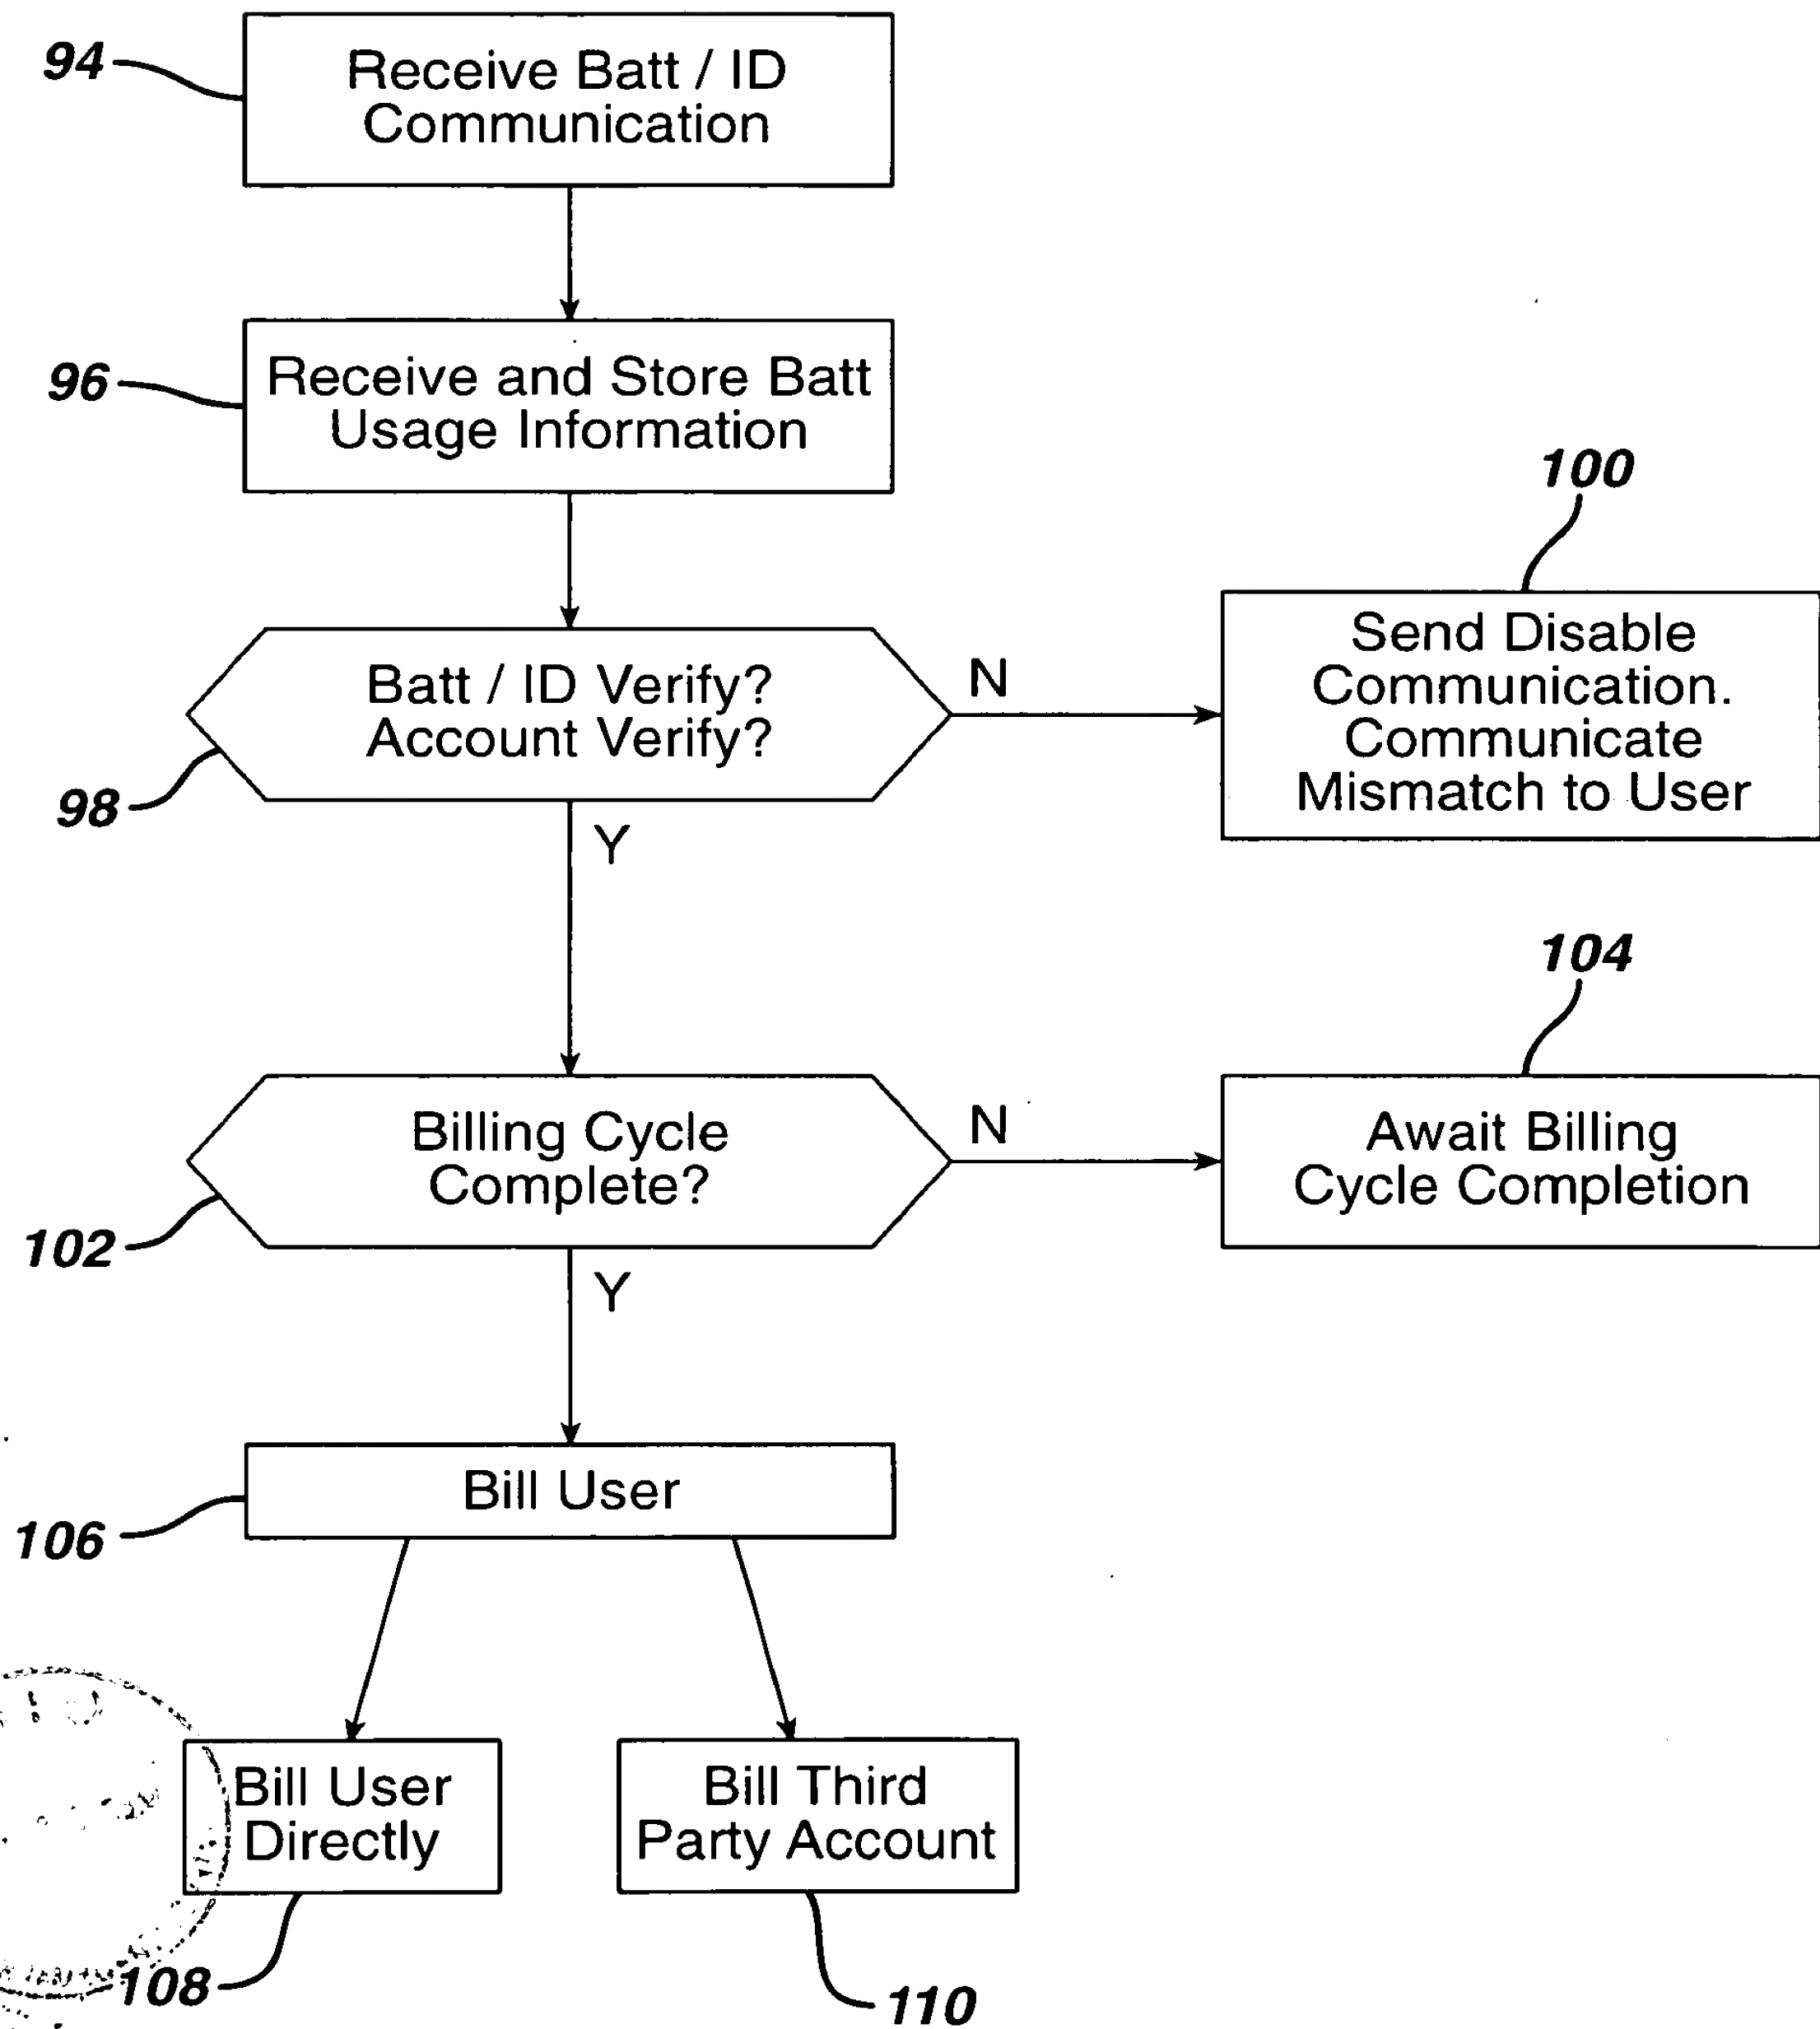 94
Receive Batt / ID
Communication
96
Receive and Store Batt
Usage Information
100
Send Disable
Communication.
Communicate
Mismatch to User
Batt / ID Verify?
Account Verify?
N
98
Y
104
Await Billing
Cycle Completion
Billing Cycle
Complete?
N
102
Y
Bill User
106
Bill User
Directly
Bill Third
Party Account
108
110